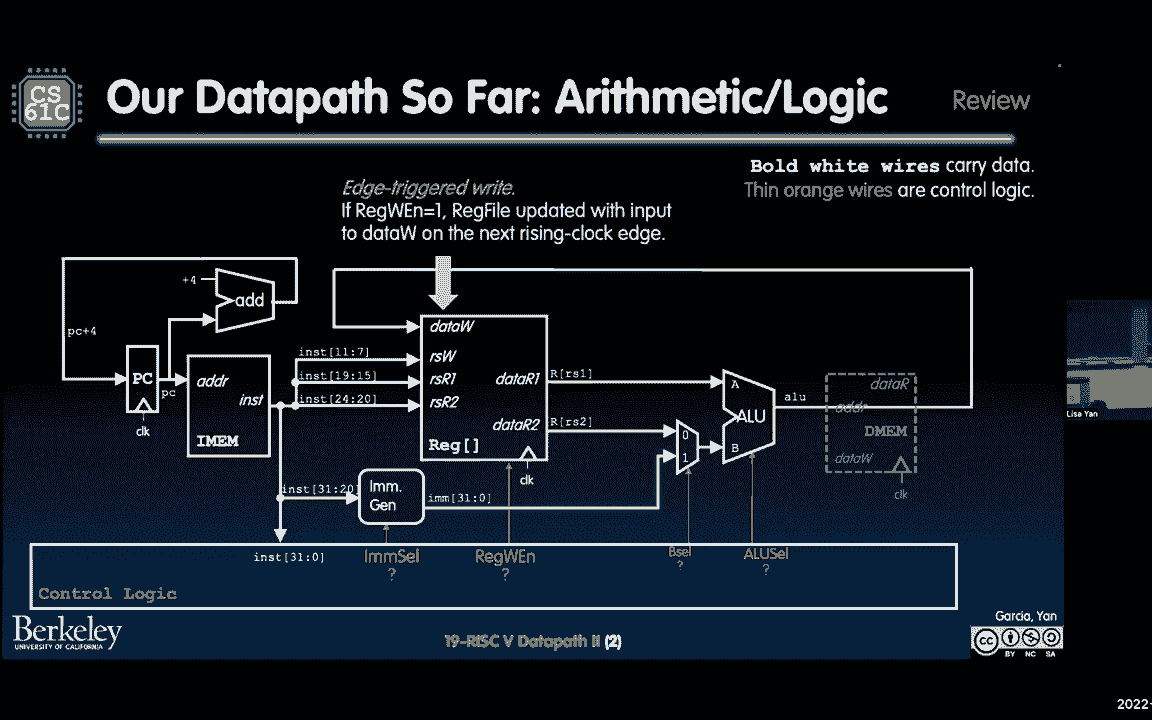 CS
61C
Our Datapath So Far: Arithmetic/Logic
Review
Bold white wires carry data.
Thin orange wires are control logic.
Edge-triggered write.
If RegWEn=1, RegFile updated with input
to dataW on the next rising-clock edge.
+4
add
pc+4
PC
pc
clk
addr
inst
IMEM
inst[11:7]
inst[19:15]
inst[24:20]
dataW
rsW
rsR1
rsR2
dataR1
dataR2
Reg[]
clk
R[rs1]
R[rs2]
inst[31:20]
Imm.
Gen
imm[31:0]
0
1
A
ALU
B
alu
dataR
addr
DMEM
dataW
clk
inst[31:0]
ImmSel
?
RegWEn
?
Bsel
?
ALUSel
?
Control Logic
Berkeley
UNIVERSITY OF CALIFORNIA
19-RISC V Datapath II (2)
Garcia, Yan
cc
BY NC SA
Lisa Yan
2022-